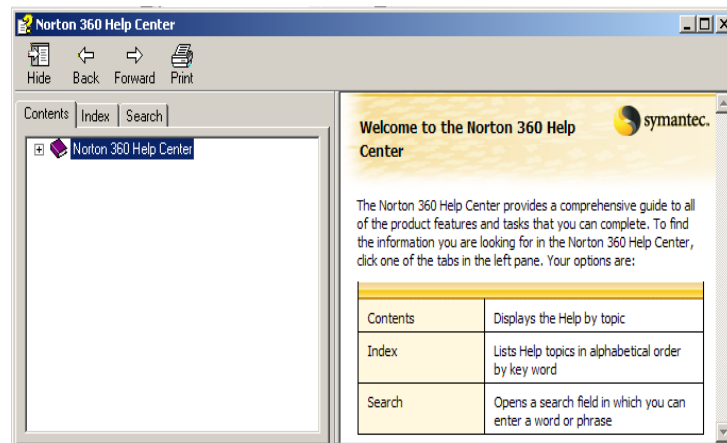 Norton 360 Help Center
Hide Back Forward Print
Contents Index Search
Norton 360 Help Center
Welcome to the Norton 360 Help
Center
symantec.
The Norton 360 Help Center provides a comprehensive guide to all
of the product features and tasks that you can complete. To find
the information you are looking for in the Norton 360 Help Center,
click one of the tabs in the left pane. Your options are:
Contents Displays the Help by topic
Index Lists Help topics in alphabetical order
by key word
Search Opens a search field in which you can
enter a word or phrase